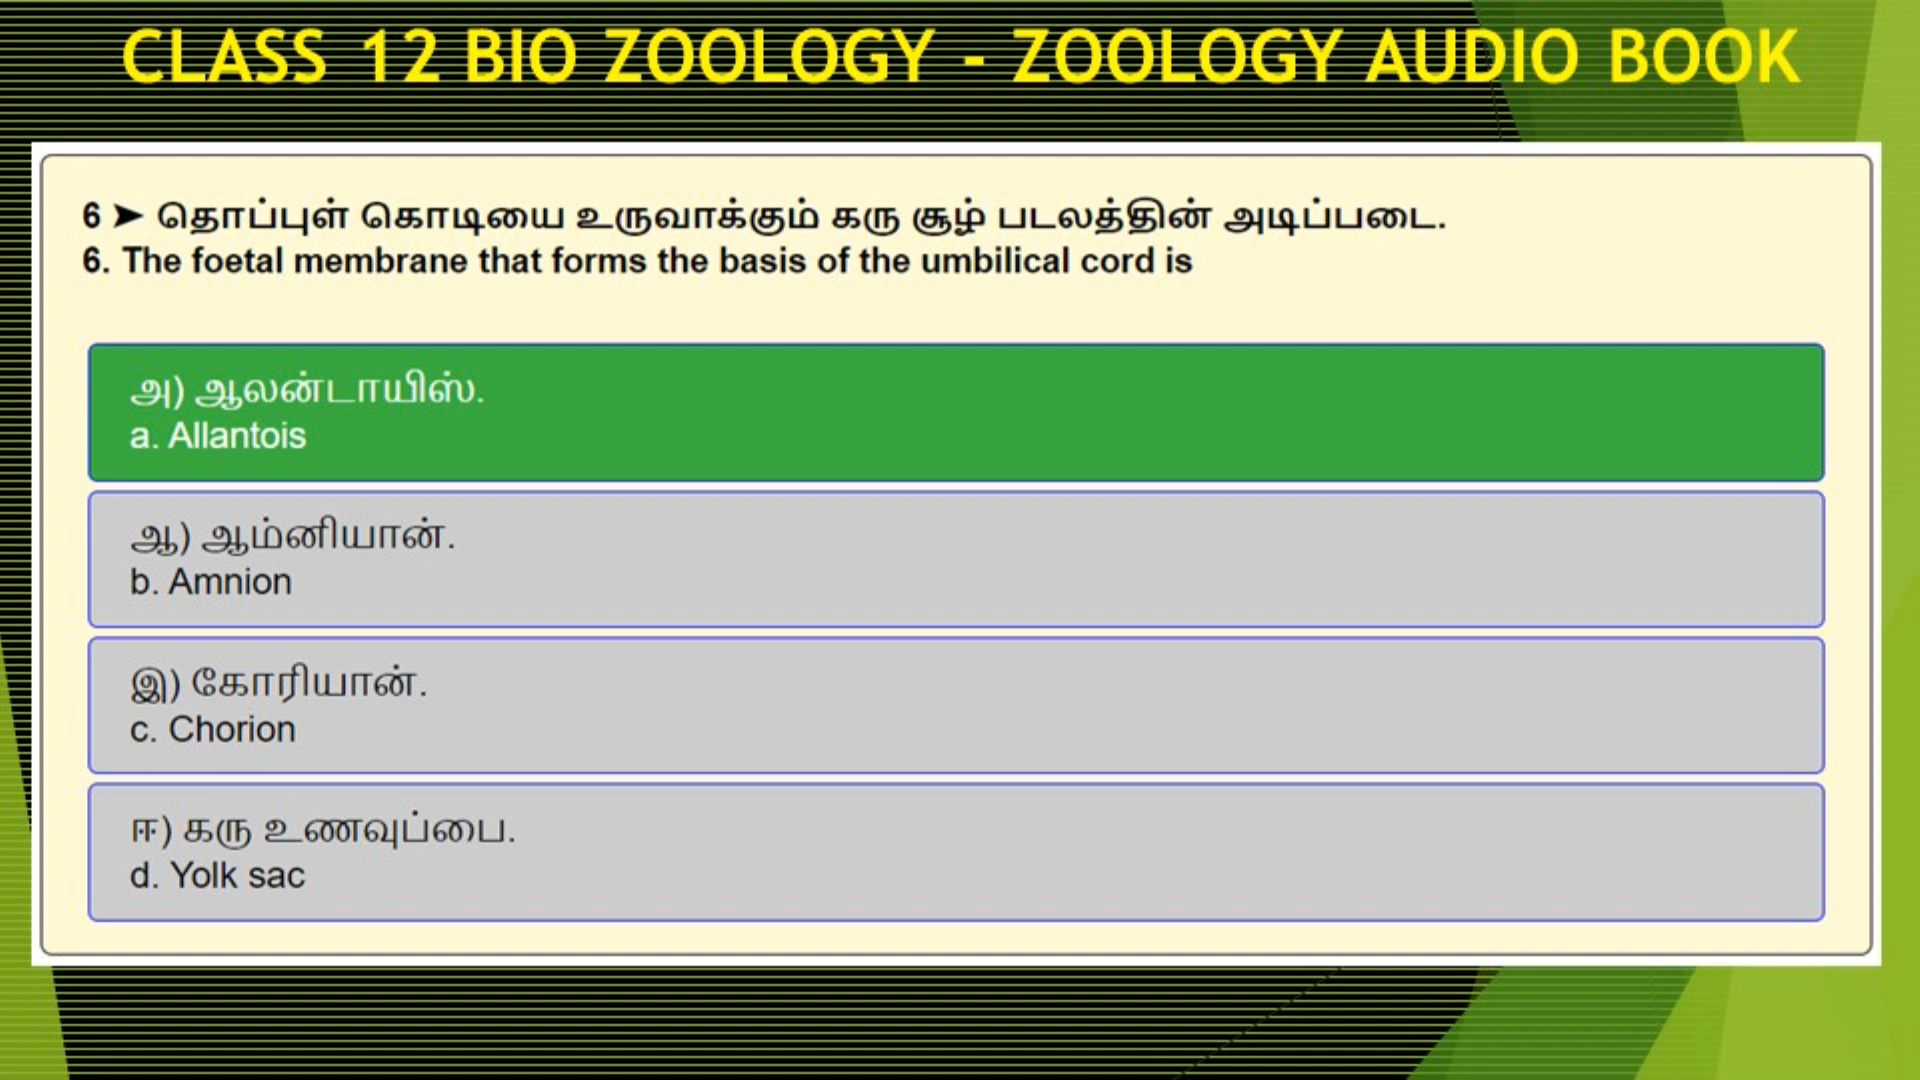 CLASS 12 BIO ZOOLOGY - ZOOLOGY AUDIO BOOK
6 ➤ தொப்புள் கொடியை உருவாக்கும் கரு சூழ் படலத்தின் அடிப்படை.
6. The foetal membrane that forms the basis of the umbilical cord is
அ) ஆலன்டாயிஸ்.
a. Allantois
ஆ) ஆம்னியான்.
b. Amnion
இ) கோரியான்.
c. Chorion
ஈ) கரு உணவுப்பை.
d. Yolk sac